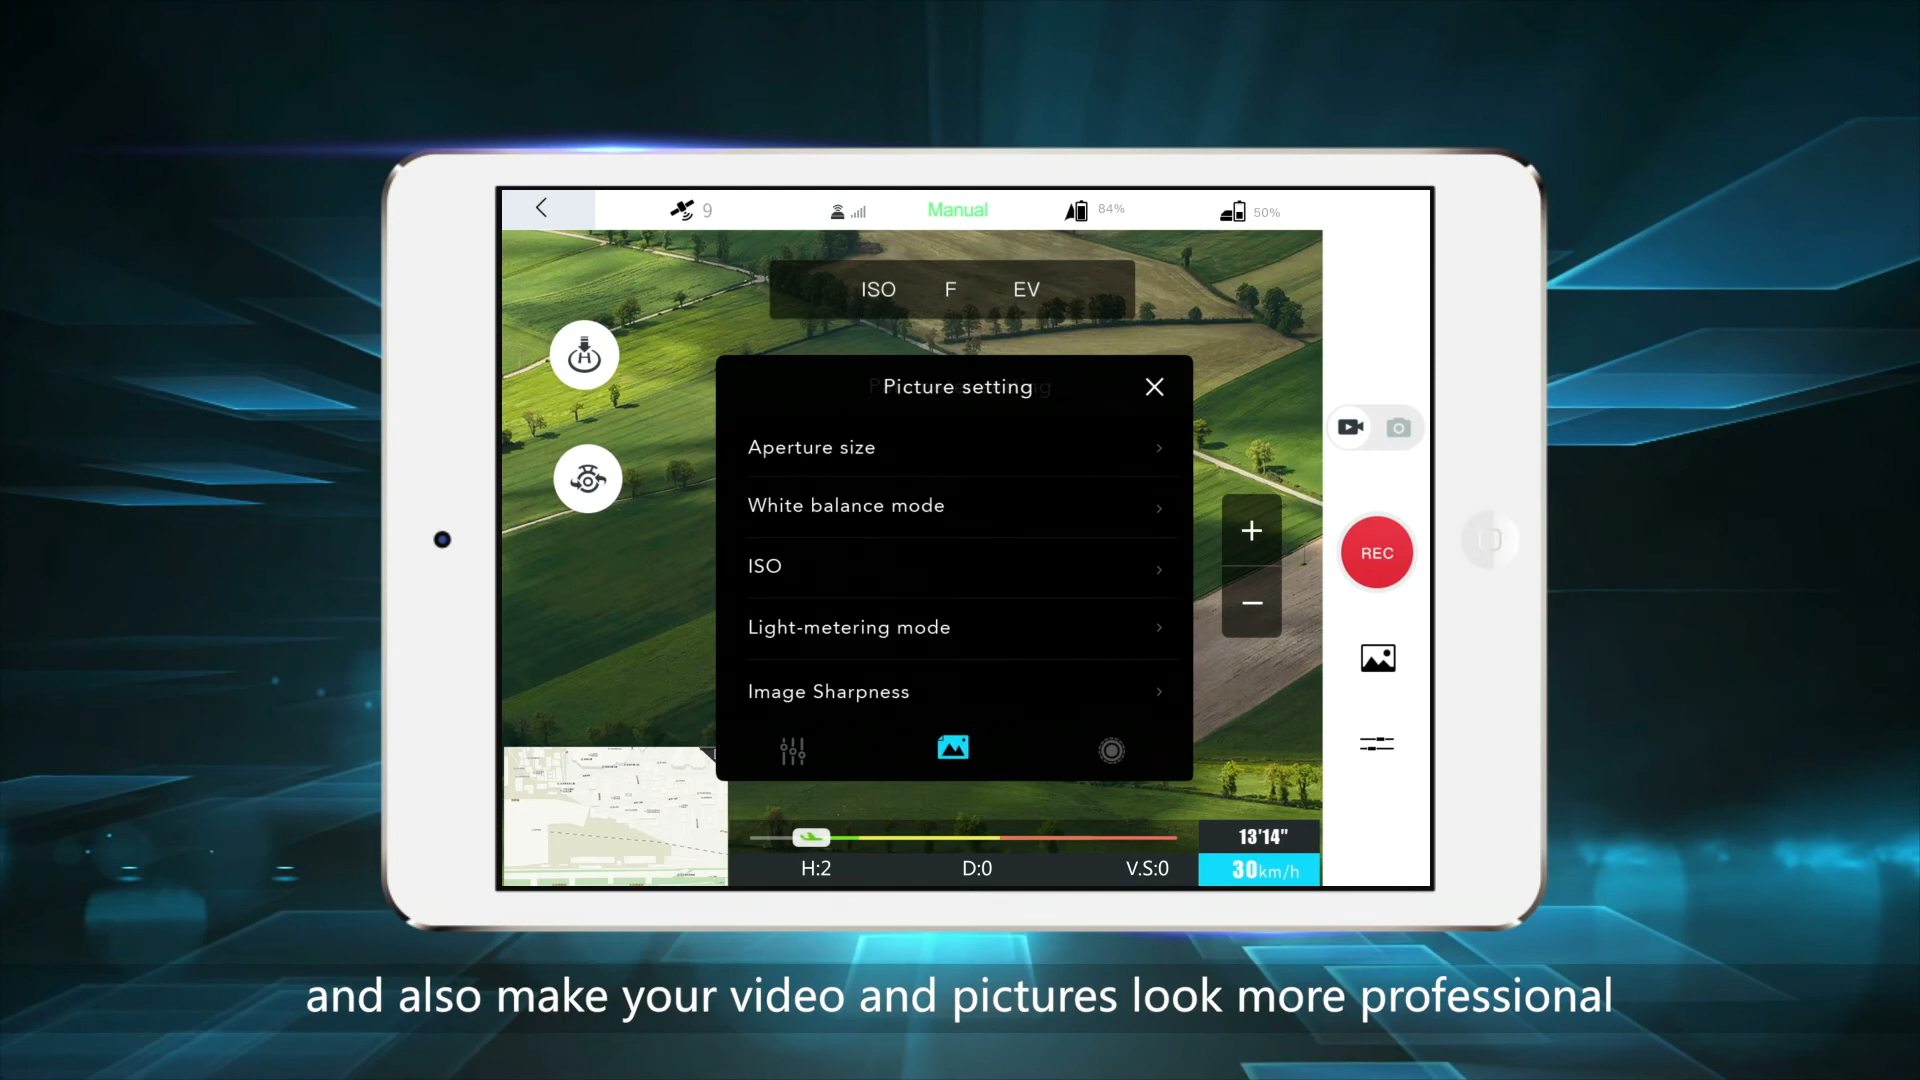 9
Manual
84%
50%
ISO F EV
Picture setting
Aperture size
White balance mode
ISO
Light-metering mode
Image Sharpness
+
REC
−
13'14"
H:2 D:0 V.S:0
30km/h
and also make your video and pictures look more professional